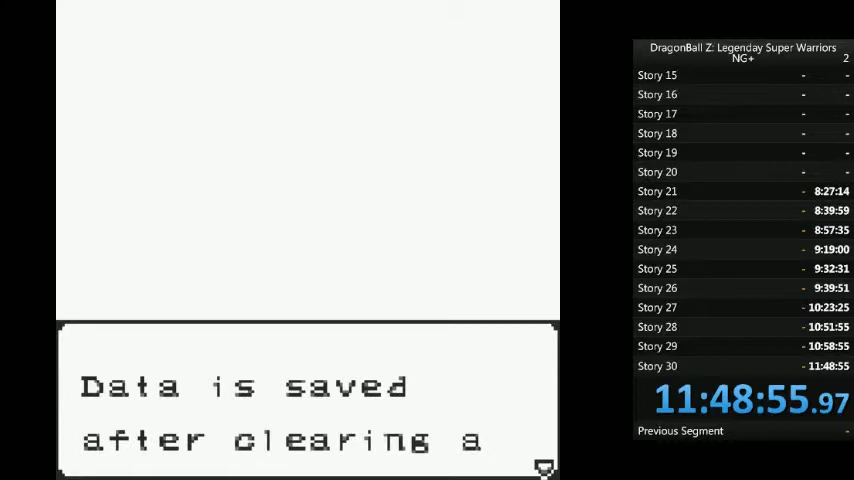 Data is saved
after clearing a
DragonBall Z: Legenday Super Warriors
NG+ 2
Story 15 - -
Story 16 - -
Story 17 - -
Story 18 - -
Story 19 - -
Story 20 - -
Story 21 - 8:27:14
Story 22 - 8:39:59
Story 23 - 8:57:35
Story 24 - 9:19:00
Story 25 - 9:32:31
Story 26 - 9:39:51
Story 27 - 10:23:25
Story 28 - 10:51:55
Story 29 - 10:58:55
Story 30 - 11:48:55
11:48:55.97
Previous Segment -